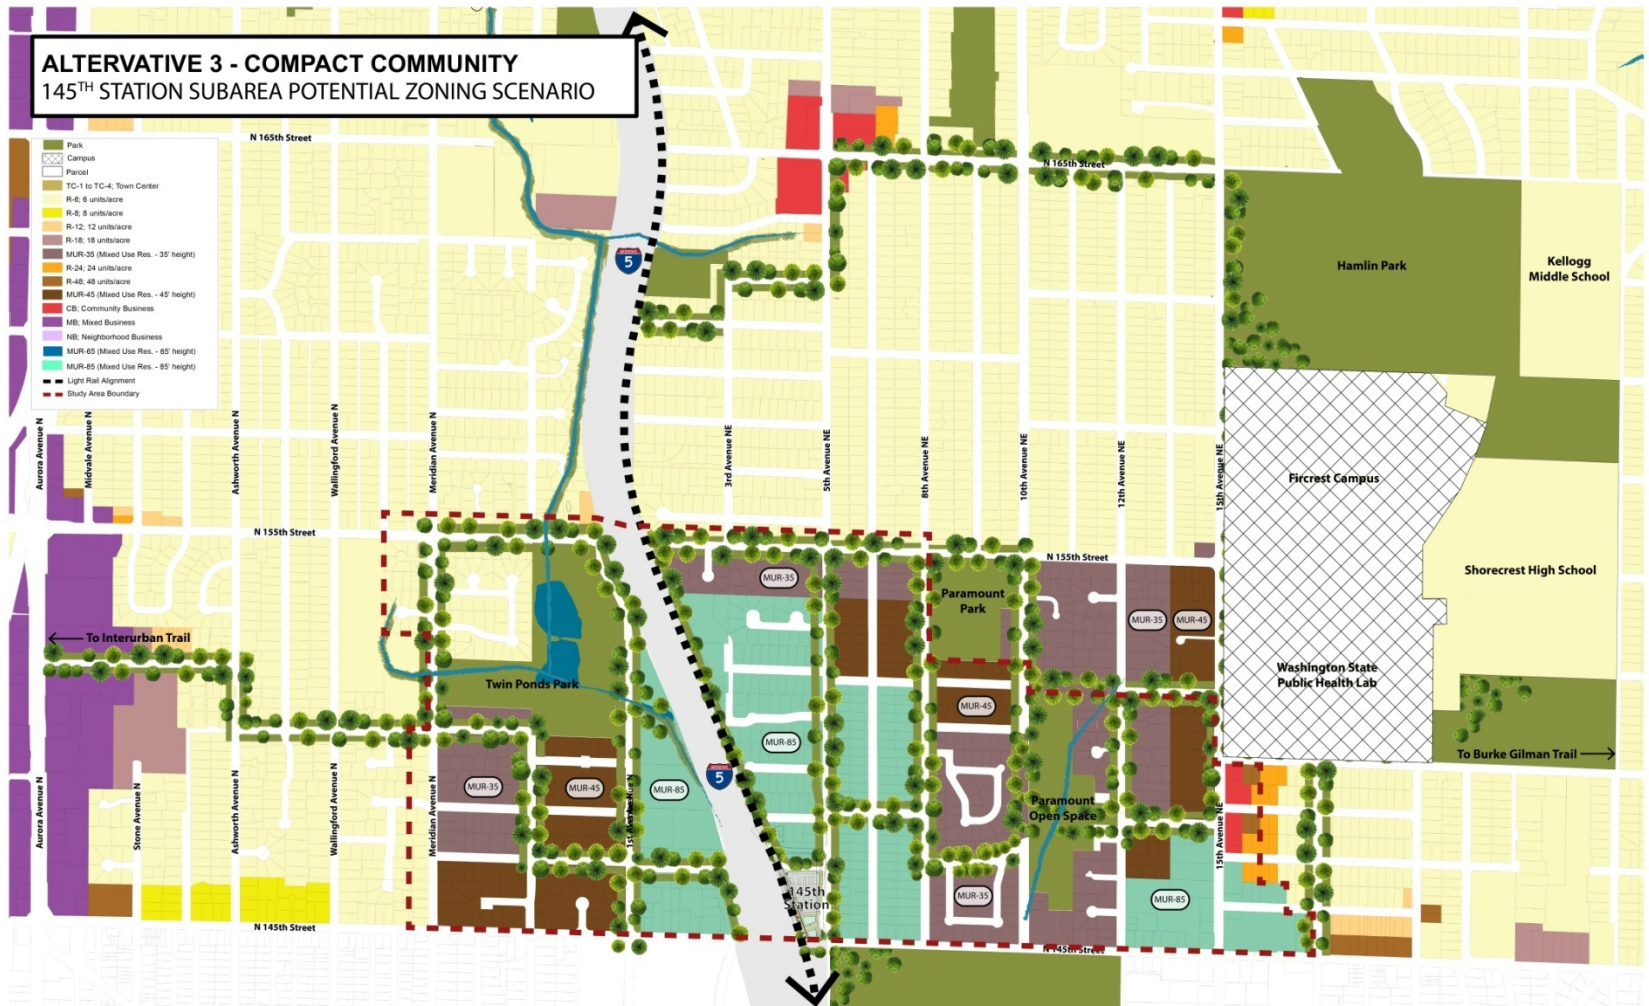 ALTERVATIVE 3 - COMPACT COMMUNITY
145TH STATION SUBAREA POTENTIAL ZONING SCENARIO
N 165th Street
N 165th Street
Park
Campus
Parcel
TC-1 to TC-4; Town Center
R-6; 6 units/acre
R-8; 8 units/acre
R-12; 12 units/acre
R-18; 18 units/acre
MUR-35 (Mixed Use Res. - 35' height)
R-24; 24 units/acre
R-48; 48 units/acre
MUR-45 (Mixed Use Res. - 45' height)
CB; Community Business
MB; Mixed Business
NB; Neighborhood Business
MUR-65 (Mixed Use Res. - 65' height)
MUR-85 (Mixed Use Res. - 85' height)
Light Rail Alignment
Study Area Boundary
INTERSTATE
5
Hamlin Park
Kellogg
Middle School
Aurora Avenue N
Midvale Avenue N
Ashworth Avenue N
Wallingford Avenue N
Meridian Avenue N
3rd Avenue NE
5th Avenue NE
8th Avenue NE
10th Avenue NE
12th Avenue NE
15th Avenue NE
Fircrest Campus
N 155th Street
N 155th Street
Shorecrest High School
MUR-35
Paramount
Park
MUR-35
MUR-45
To Interurban Trail
Twin Ponds Park
Washington State
Public Health Lab
MUR-45
MUR-85
To Burke Gilman Trail
INTERSTATE
5
MUR-35
MUR-45
MUR-85
Paramount
Open Space
Aurora Avenue N
Stone Avenue N
Ashworth Avenue N
Wallingford Avenue N
Meridian Avenue N
15th Avenue NE
145th
Station
MUR-35
MUR-85
N 145th Street
N 145th Street